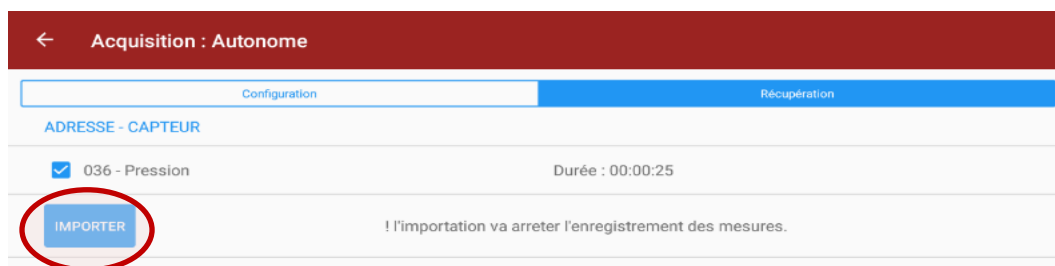 ← Acquisition : Autonome
Configuration Récupération
ADRESSE - CAPTEUR
036 - Pression Durée : 00:00:25
IMPORTER ! l'importation va arreter l'enregistrement des mesures.